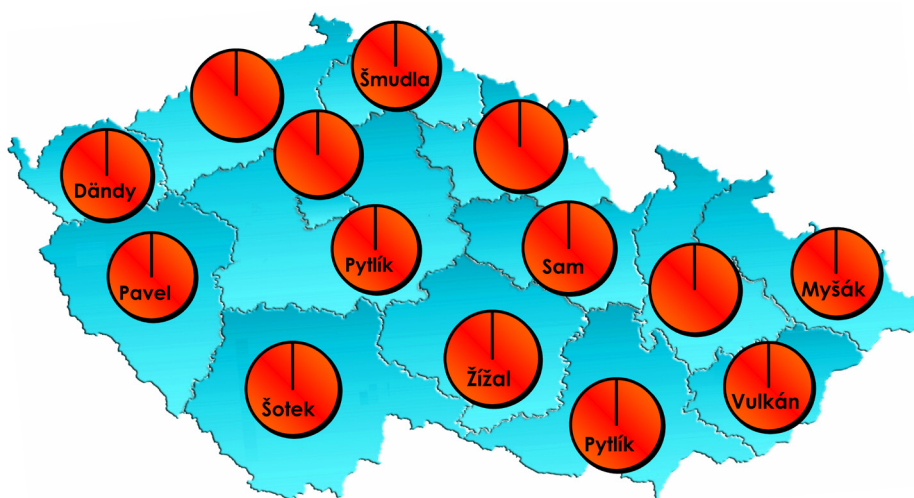 Šmudla
Dändy
Pytlík
Sam
Pavel
Myšák
Žížal
Šotek
Vulkán
Pytlík